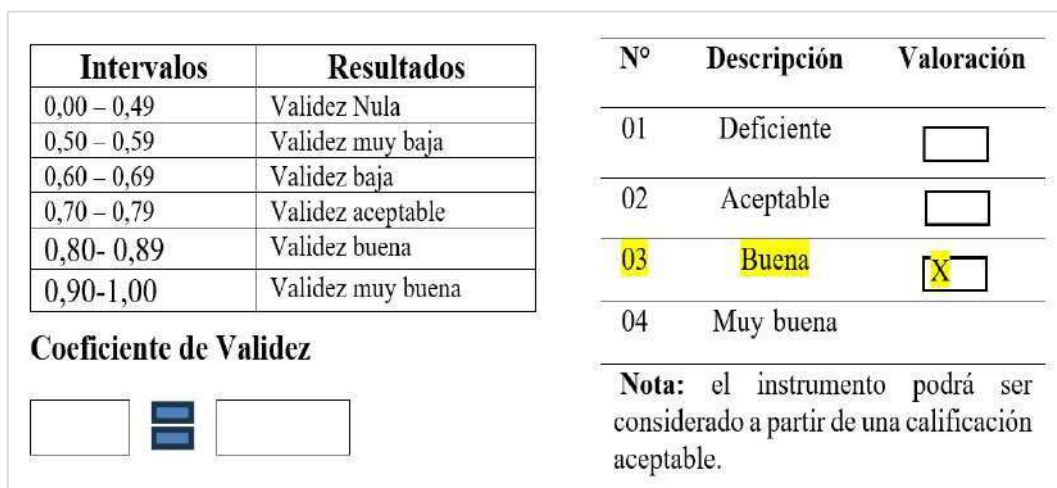 Intervalos Resultados
0,00 – 0,49 Validez Nula
0,50 – 0,59 Validez muy baja
0,60 – 0,69 Validez baja
0,70 – 0,79 Validez aceptable
0,80- 0,89 Validez buena
0,90-1,00 Validez muy buena
Coeficiente de Validez
N° Descripción Valoración
01 Deficiente
02 Aceptable
03 Buena X
04 Muy buena
Nota: el instrumento podrá ser
considerado a partir de una calificación
aceptable.